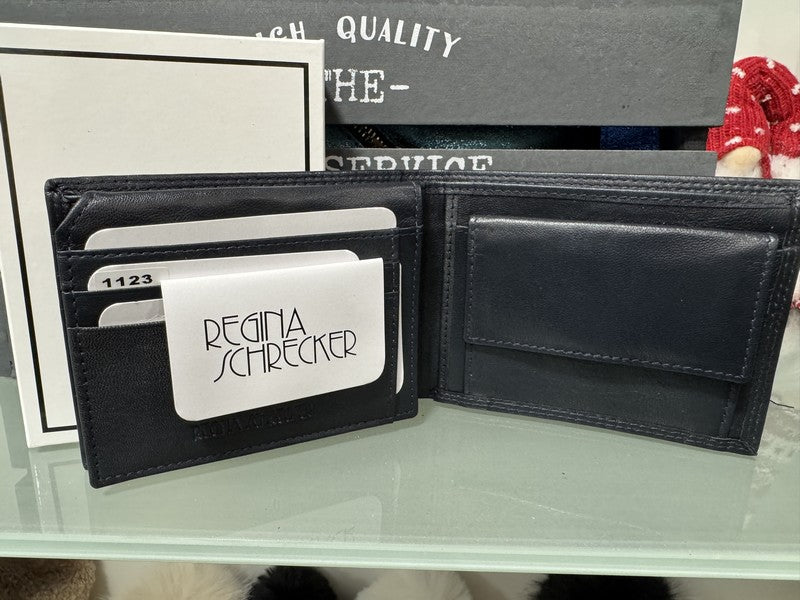 QUALITY
THE-
SERVICE
1123
REGINA
SCHRECKER